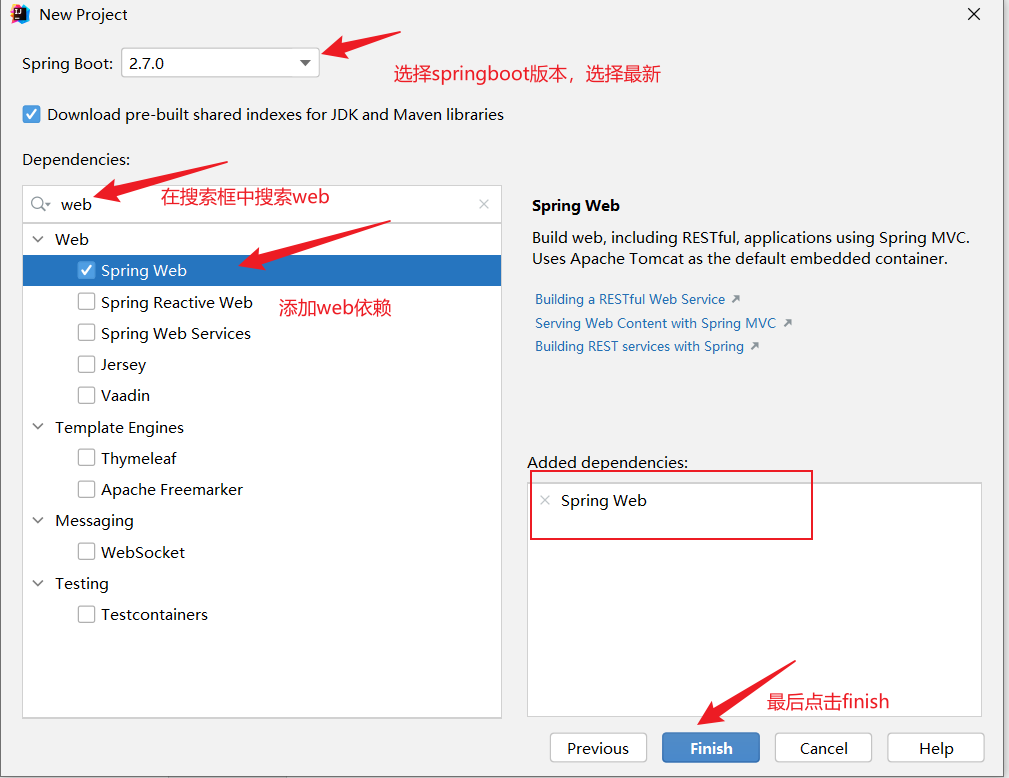 New Project
Spring Boot: 2.7.0
选择springboot版本，选择最新
Download pre-built shared indexes for JDK and Maven libraries
Dependencies:
web
在搜索框中搜索web
Web
Spring Web
添加web依赖
Spring Reactive Web
Spring Web Services
Jersey
Vaadin
Template Engines
Thymeleaf
Apache Freemarker
Messaging
WebSocket
Testing
Testcontainers
Spring Web
Build web, including RESTful, applications using Spring MVC.
Uses Apache Tomcat as the default embedded container.
Building a RESTful Web Service
Serving Web Content with Spring MVC
Building REST services with Spring
Added dependencies:
Spring Web
最后点击finish
Previous
Finish
Cancel
Help